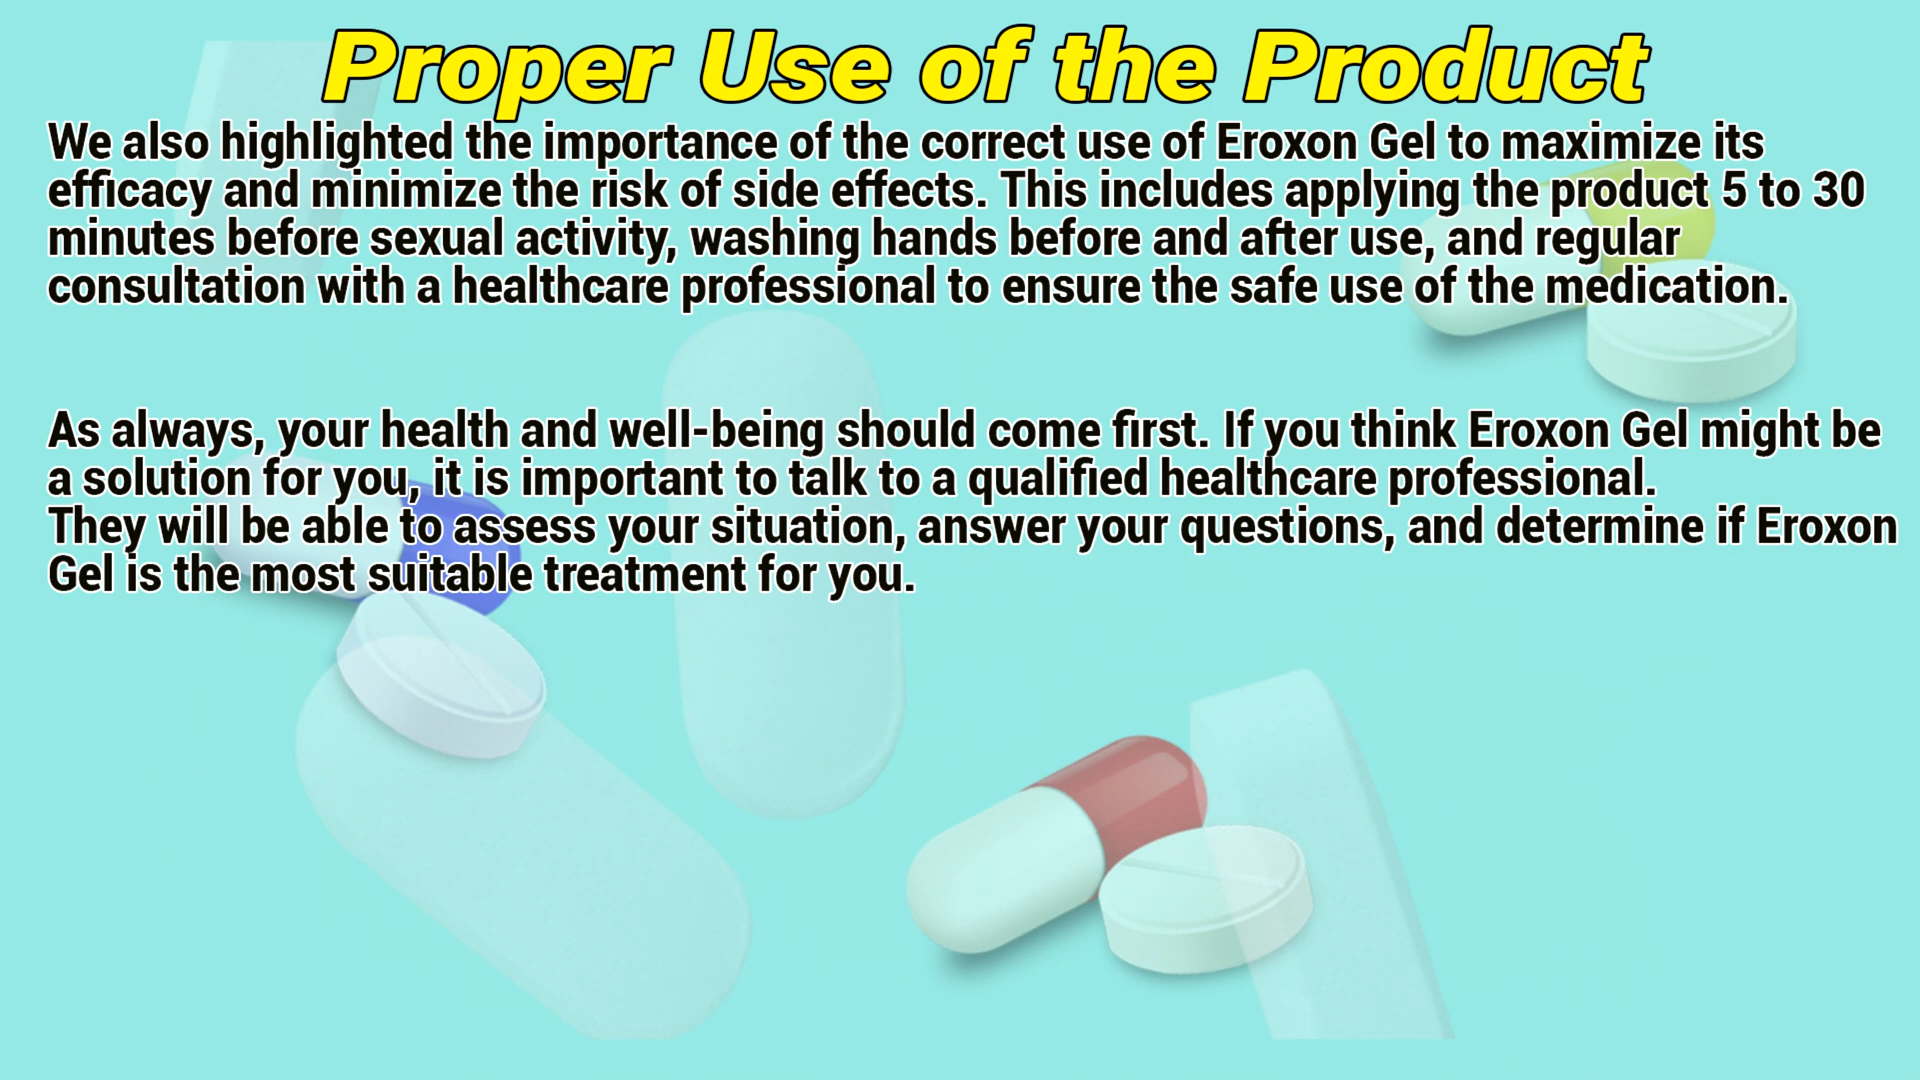 Proper Use of the Product
We also highlighted the importance of the correct use of Eroxon Gel to maximize its
efficacy and minimize the risk of side effects. This includes applying the product 5 to 30
minutes before sexual activity, washing hands before and after use, and regular
consultation with a healthcare professional to ensure the safe use of the medication.
As always, your health and well-being should come first. If you think Eroxon Gel might be
a solution for you, it is important to talk to a qualified healthcare professional.
They will be able to assess your situation, answer your questions, and determine if Eroxon
Gel is the most suitable treatment for you.